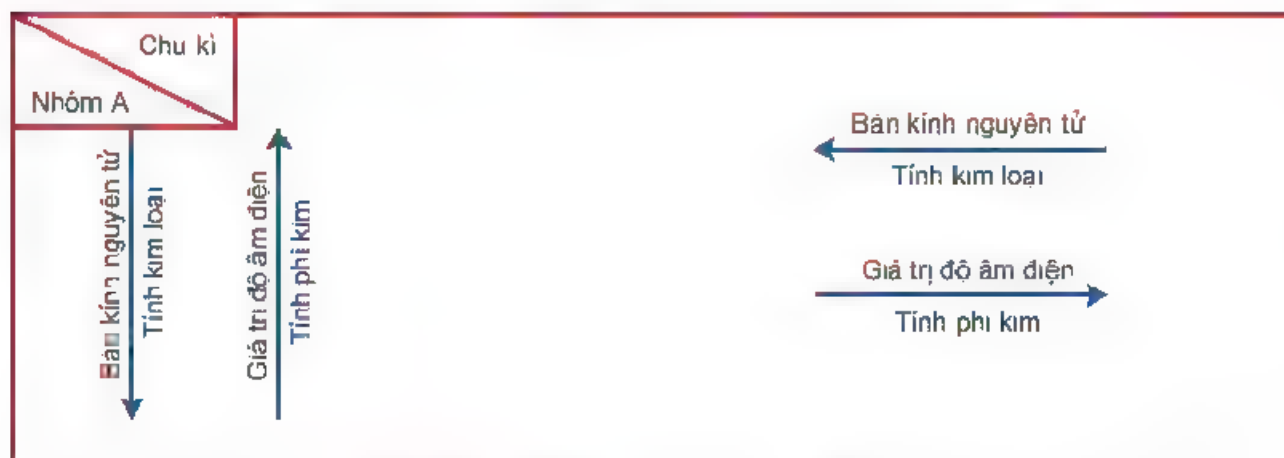 Chu kì
Nhóm A
Bán kính nguyên tử
Tính kim loại
Giá trị độ âm điện
Tính phi kim
Bán kính nguyên tử
Tính kim loại
Giá trị độ âm điện
Tính phi kim